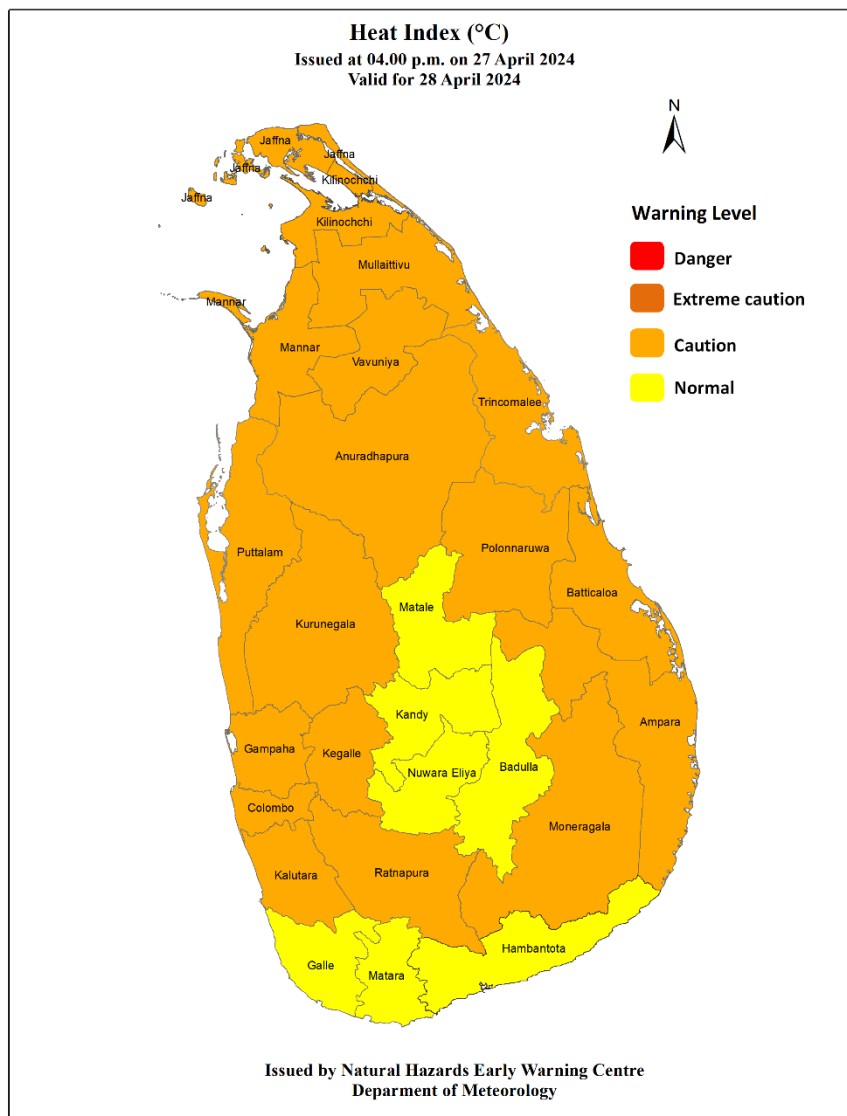 Heat Index (°C)
Issued at 04.00 p.m. on 27 April 2024
Valid for 28 April 2024
N
Jaffna
Jaffna
Jaffna
Kilinochchi
Jaffna
Kilinochchi
Mullaittivu
Mannar
Mannar
Vavuniya
Trincomalee
Anuradhapura
Puttalam
Polonnaruwa
Batticaloa
Matale
Kurunegala
Kandy
Ampara
Gampaha
Kegalle
Nuwara Eliya
Badulla
Colombo
Moneragala
Kalutara
Ratnapura
Hambantota
Galle
Matara
Warning Level
Danger
Extreme caution
Caution
Normal
Issued by Natural Hazards Early Warning Centre
Deparment of Meteorology